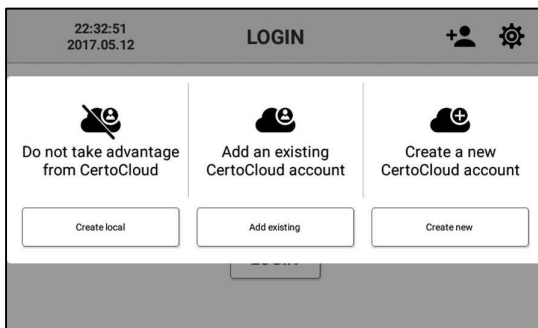 22:32:51
2017.05.12
LOGIN
Do not take advantage
from CertoCloud
Add an existing
CertoCloud account
Create a new
CertoCloud account
Create local
Add existing
Create new